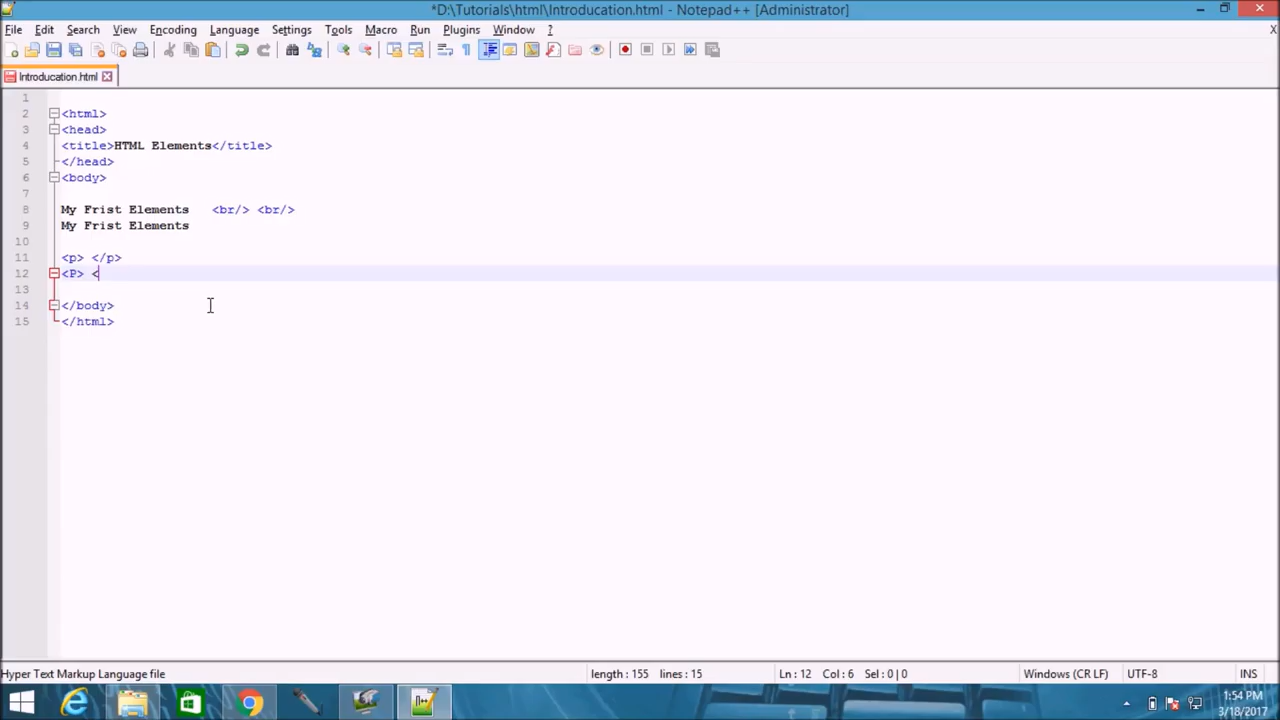 *D:\Tutorials\html\Introducation.html - Notepad++ [Administrator]
File Edit Search View Encoding Language Settings Tools Macro Run Plugins Window ? X
Introducation.html
1
2 <html>
3 <head>
4 <title>HTML Elements</title>
5 </head>
6 <body>
7
8 My Frist Elements <br/> <br/>
9 My Frist Elements
10
11 <p> </p>
12 <P> <
13
14 </body>
15 </html>
Hyper Text Markup Language file length : 155 lines : 15 Ln : 12 Col : 6 Sel : 0 | 0 Windows (CR LF) UTF-8 INS
1:54 PM
3/18/2017